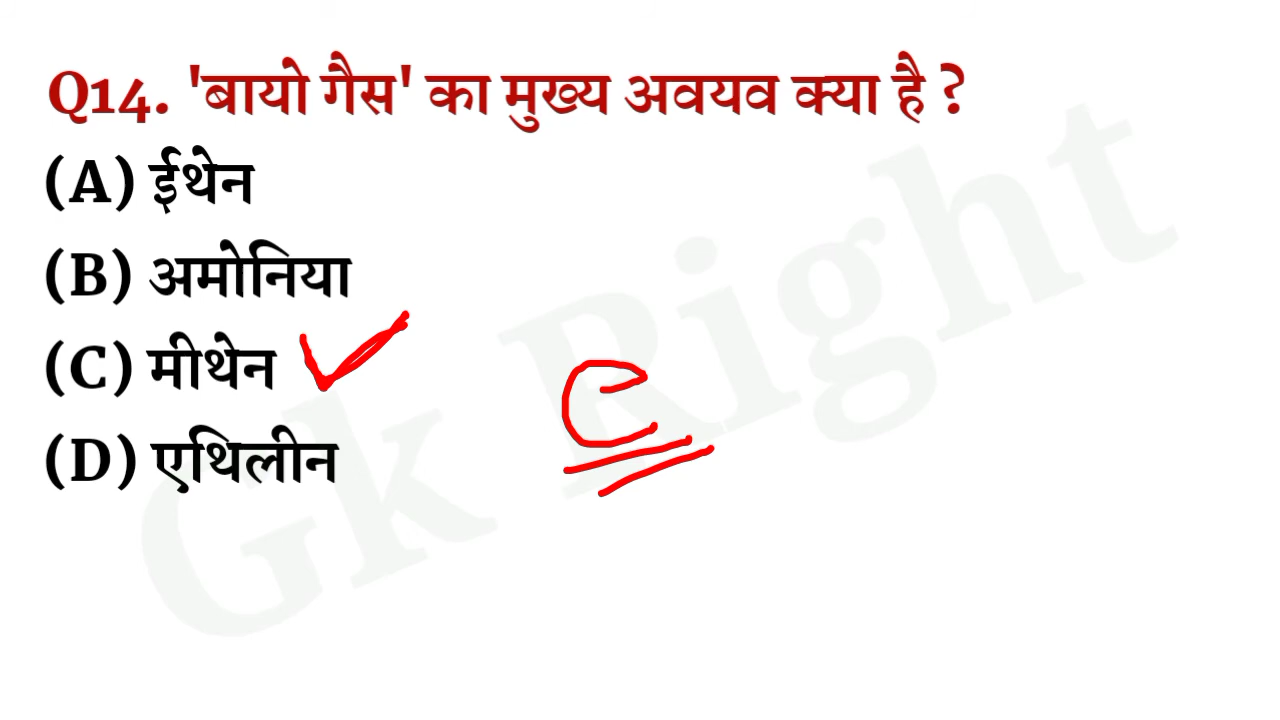 Q14. 'बायो गैस' का मुख्य अवयव क्या है ?
(A) ईथेन
(B) अमोनिया
(C) मीथेन
(D) एथिलीन
C
Gk Right